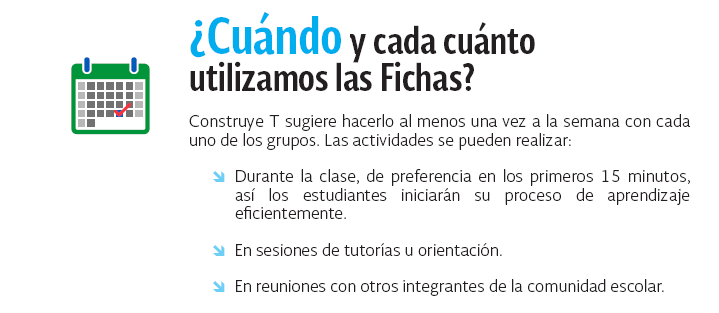 ¿Cuándo y cada cuánto
utilizamos las Fichas?
Construye T sugiere hacerlo al menos una vez a la semana con cada
uno de los grupos. Las actividades se pueden realizar:
Durante la clase, de preferencia en los primeros 15 minutos,
así los estudiantes iniciarán su proceso de aprendizaje
eficientemente.
En sesiones de tutorías u orientación.
En reuniones con otros integrantes de la comunidad escolar.